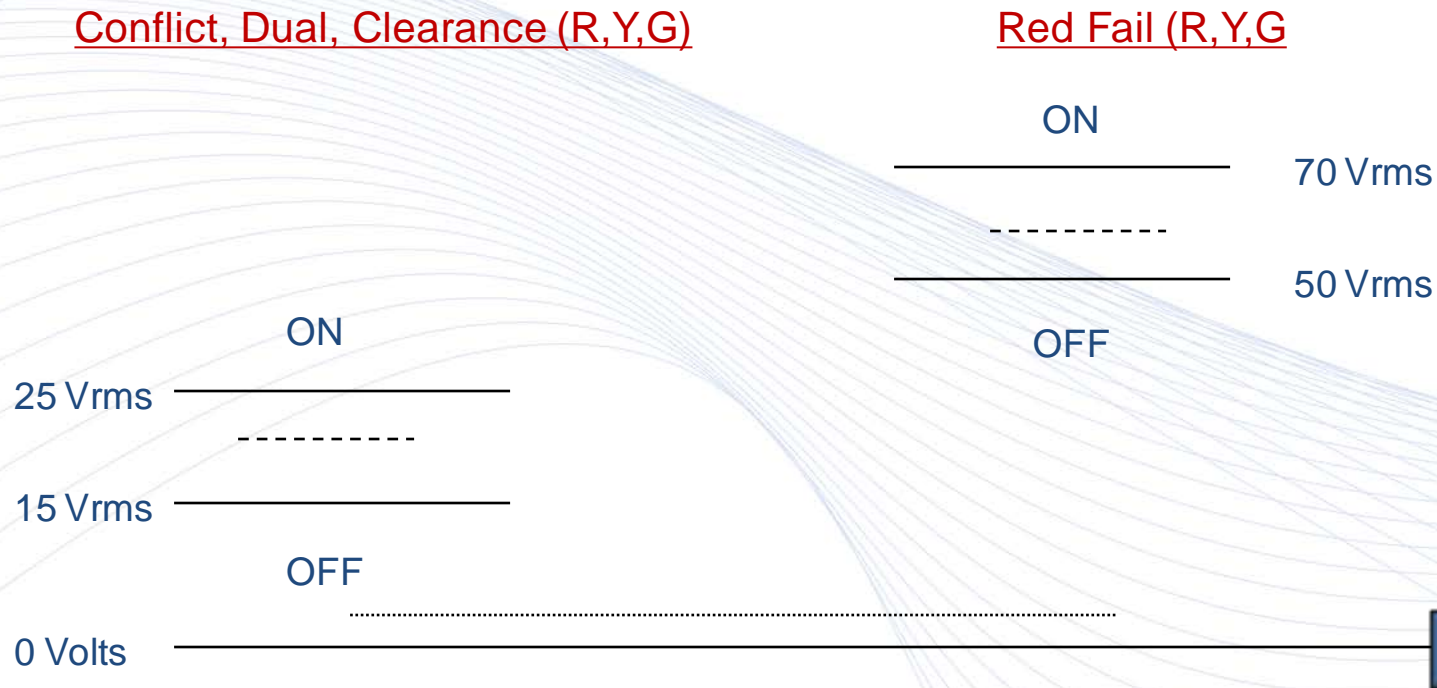 Conflict, Dual, Clearance (R,Y,G)
Red Fail (R,Y,G
ON
70 Vrms
50 Vrms
OFF
ON
25 Vrms
15 Vrms
OFF
0 Volts